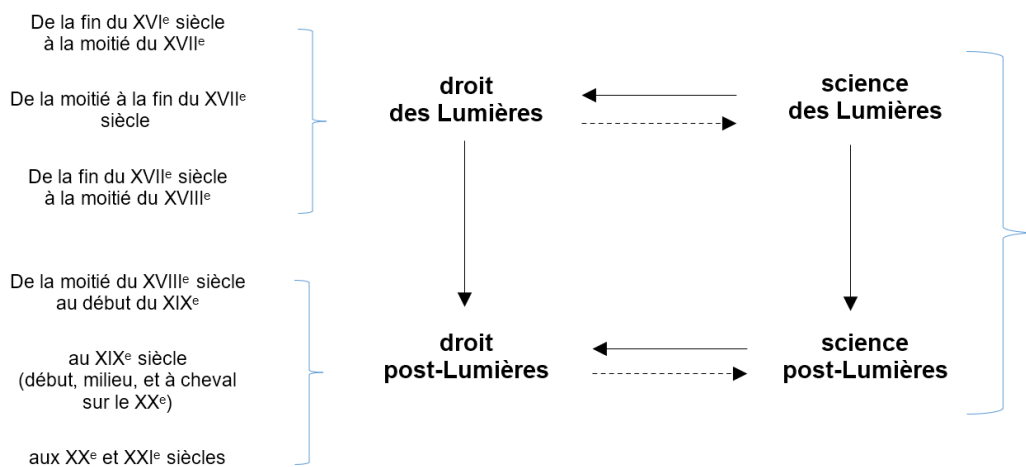 De la fin du XVIᵉ siècle
à la moitié du XVIIᵉ
De la moitié à la fin du XVIIᵉ
siècle
De la fin du XVIIᵉ siècle
à la moitié du XVIIIᵉ
droit
des Lumières
science
des Lumières
De la moitié du XVIIIᵉ siècle
au début du XIXᵉ
au XIXᵉ siècle
(début, milieu, et à cheval
sur le XXᵉ)
aux XXᵉ et XXIᵉ siècles
droit
post-Lumières
science
post-Lumières